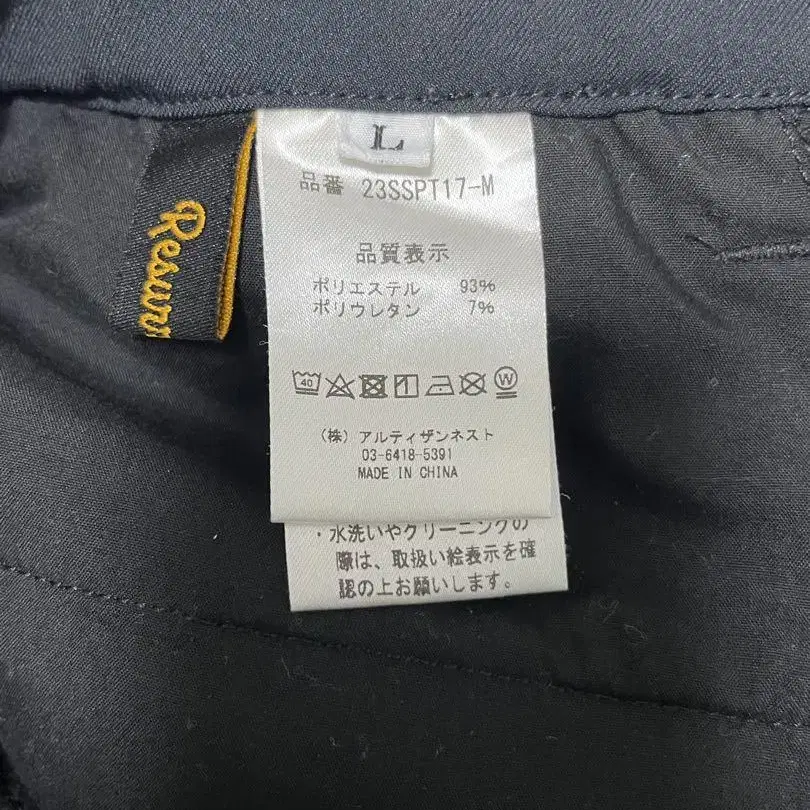 L
品番 23SSPT17-M
品質表示
ポリエステル 93%
ポリウレタン 7%
40
W
(株) アルティザンネスト
03-6418-5391
MADE IN CHINA
・水洗いやクリーニングの
際は、取扱い絵表示を確
認の上お願いします。